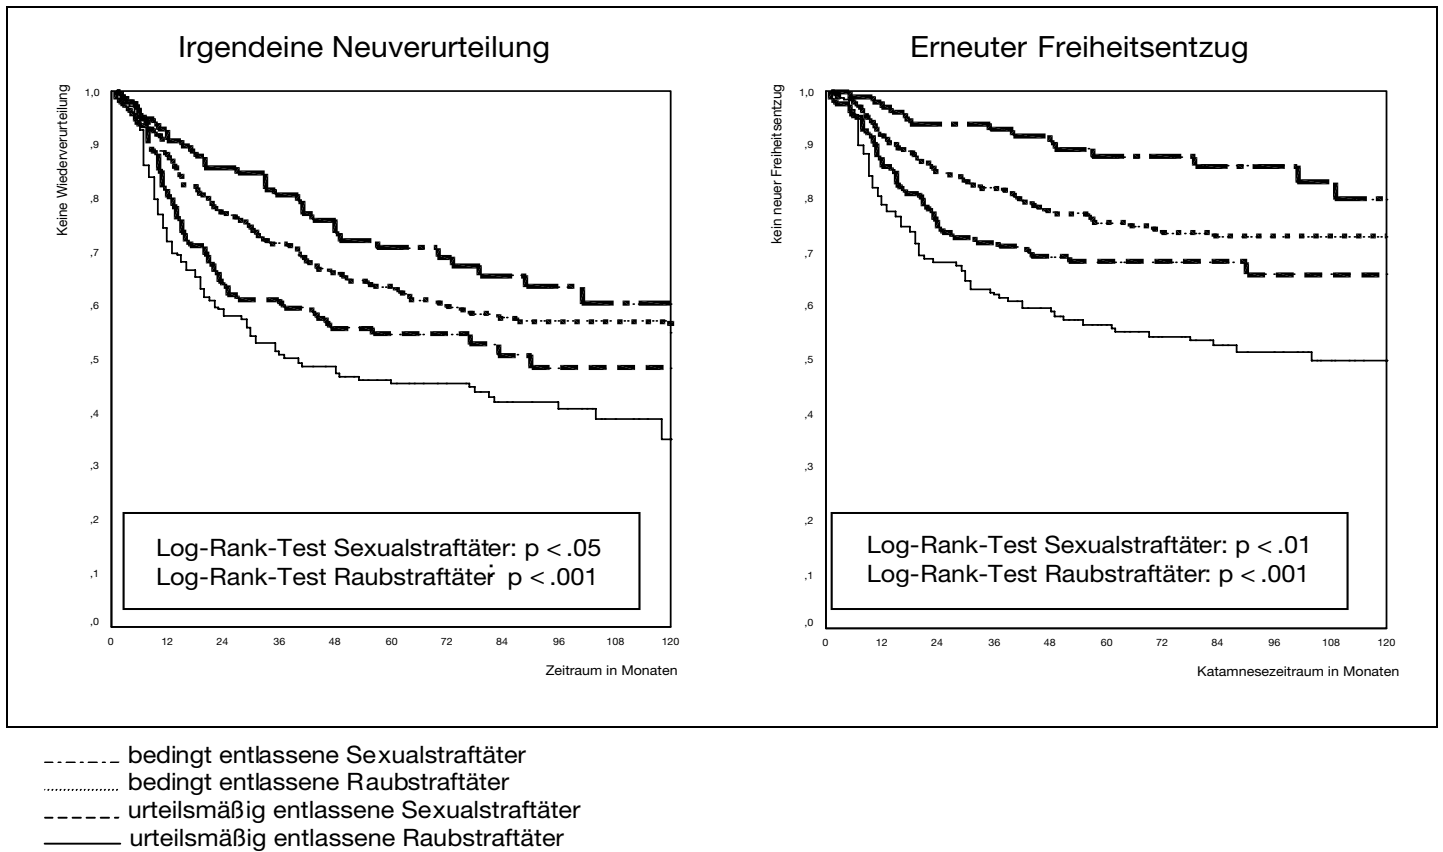 Irgendeine Neuverurteilung
Keine Wiederverurteilung
1,0
,9
,8
,7
,6
,5
,4
,3
,2
,1
,0
Log-Rank-Test Sexualstraftäter: p < .05
Log-Rank-Test Raubstraftäter: p < .001
0 12 24 36 48 60 72 84 96 108 120
Zeitraum in Monaten
Erneuter Freiheitsentzug
kein neuer Freiheitsentzug
1,0
,9
,8
,7
,6
,5
,4
,3
,2
,1
,0
Log-Rank-Test Sexualstraftäter: p < .01
Log-Rank-Test Raubstraftäter: p < .001
0 12 24 36 48 60 72 84 96 108 120
Katamnesezeitraum in Monaten
bedingt entlassene Sexualstraftäter
bedingt entlassene Raubstraftäter
urteilsmäßig entlassene Sexualstraftäter
urteilsmäßig entlassene Raubstraftäter